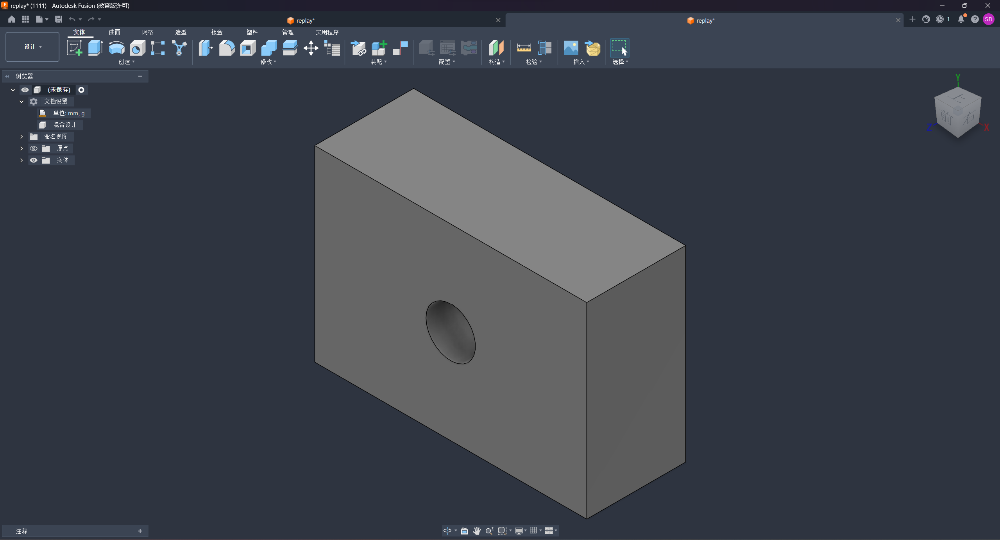 replay* (1111) - Autodesk Fusion (教育版许可)
replay*
replay*
1
SD
设计
实体 曲面 网格 造型 钣金 塑料 管理 实用程序
创建 修改 装配 配置 构造 检验 插入 选择
浏览器
(未保存)
文档设置
单位: mm, g
混合设计
命名视图
原点
实体
Y
上
前 右
Z X
注释